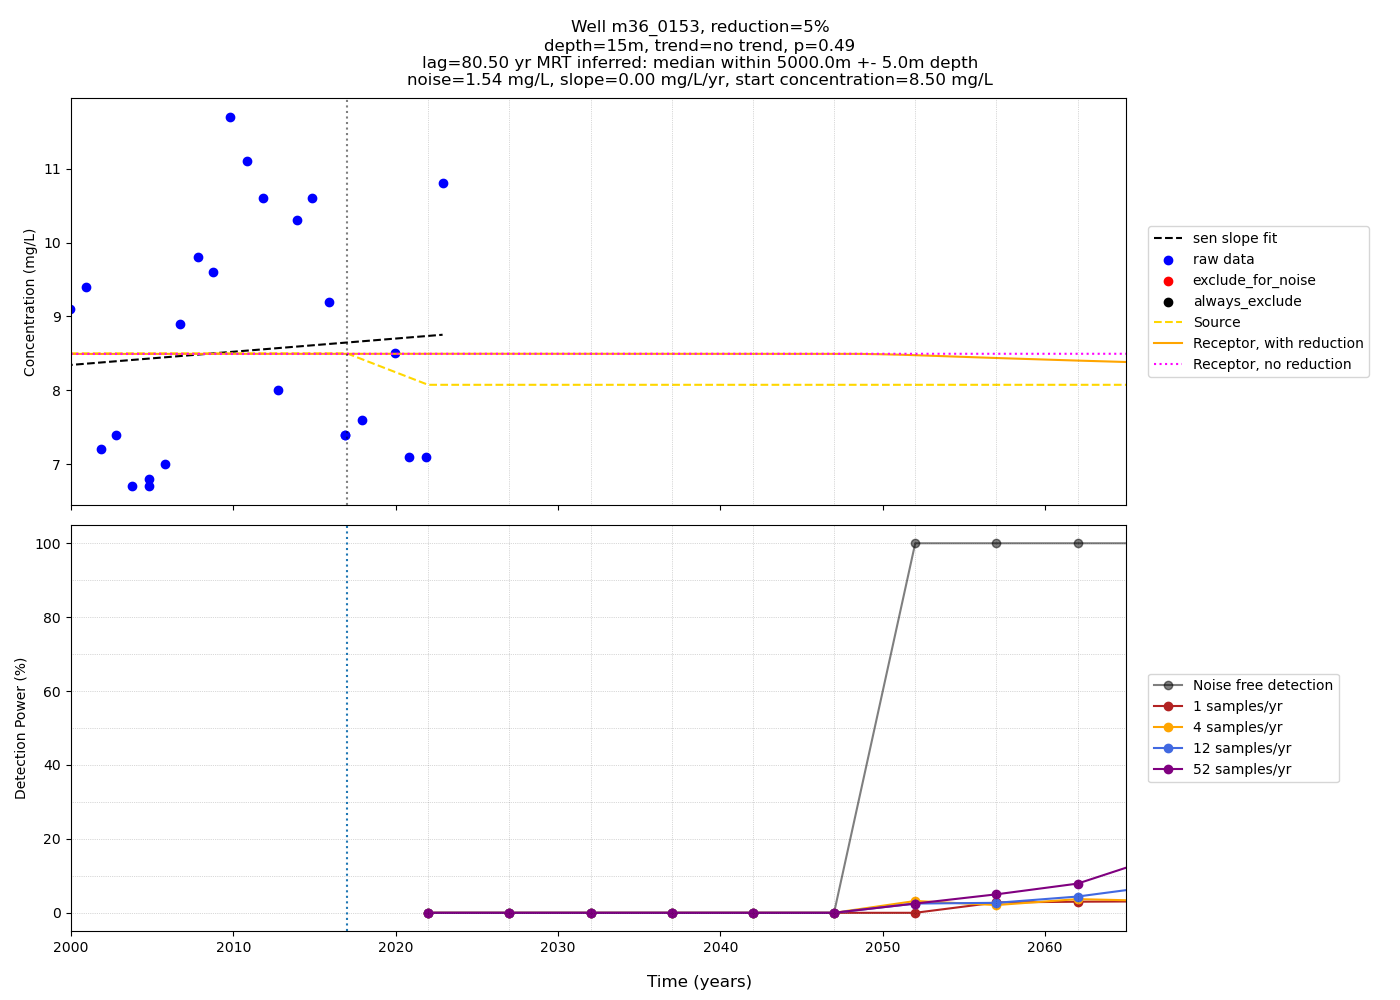 Well m36_0153, reduction=5%
depth=15m, trend=no trend, p=0.49
lag=80.50 yr MRT inferred: median within 5000.0m +- 5.0m depth
noise=1.54 mg/L, slope=0.00 mg/L/yr, start concentration=8.50 mg/L
Concentration (mg/L)
11
10
9
8
7
sen slope fit
raw data
exclude_for_noise
always_exclude
Source
Receptor, with reduction
Receptor, no reduction
Detection Power (%)
100
80
60
40
20
0
Noise free detection
1 samples/yr
4 samples/yr
12 samples/yr
52 samples/yr
2000 2010 2020 2030 2040 2050 2060
Time (years)